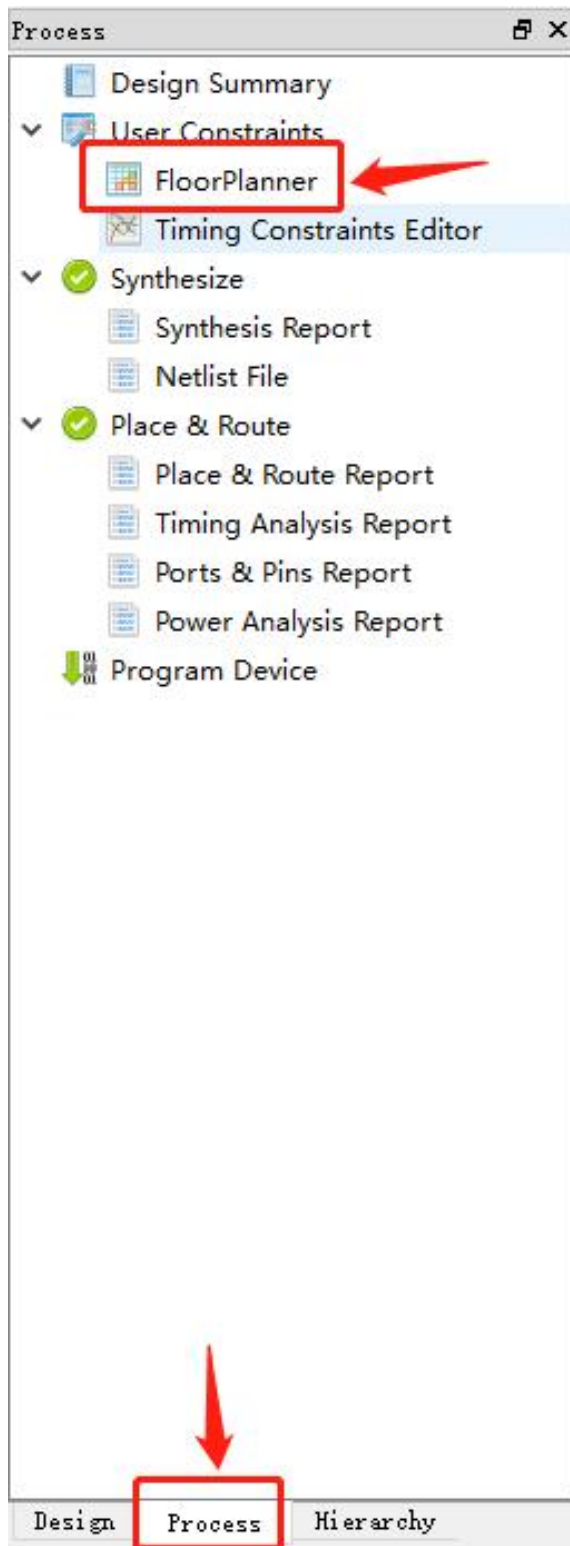 Process
Design Summary
User Constraints
FloorPlanner
Timing Constraints Editor
Synthesize
Synthesis Report
Netlist File
Place & Route
Place & Route Report
Timing Analysis Report
Ports & Pins Report
Power Analysis Report
Program Device
Design Process Hierarchy